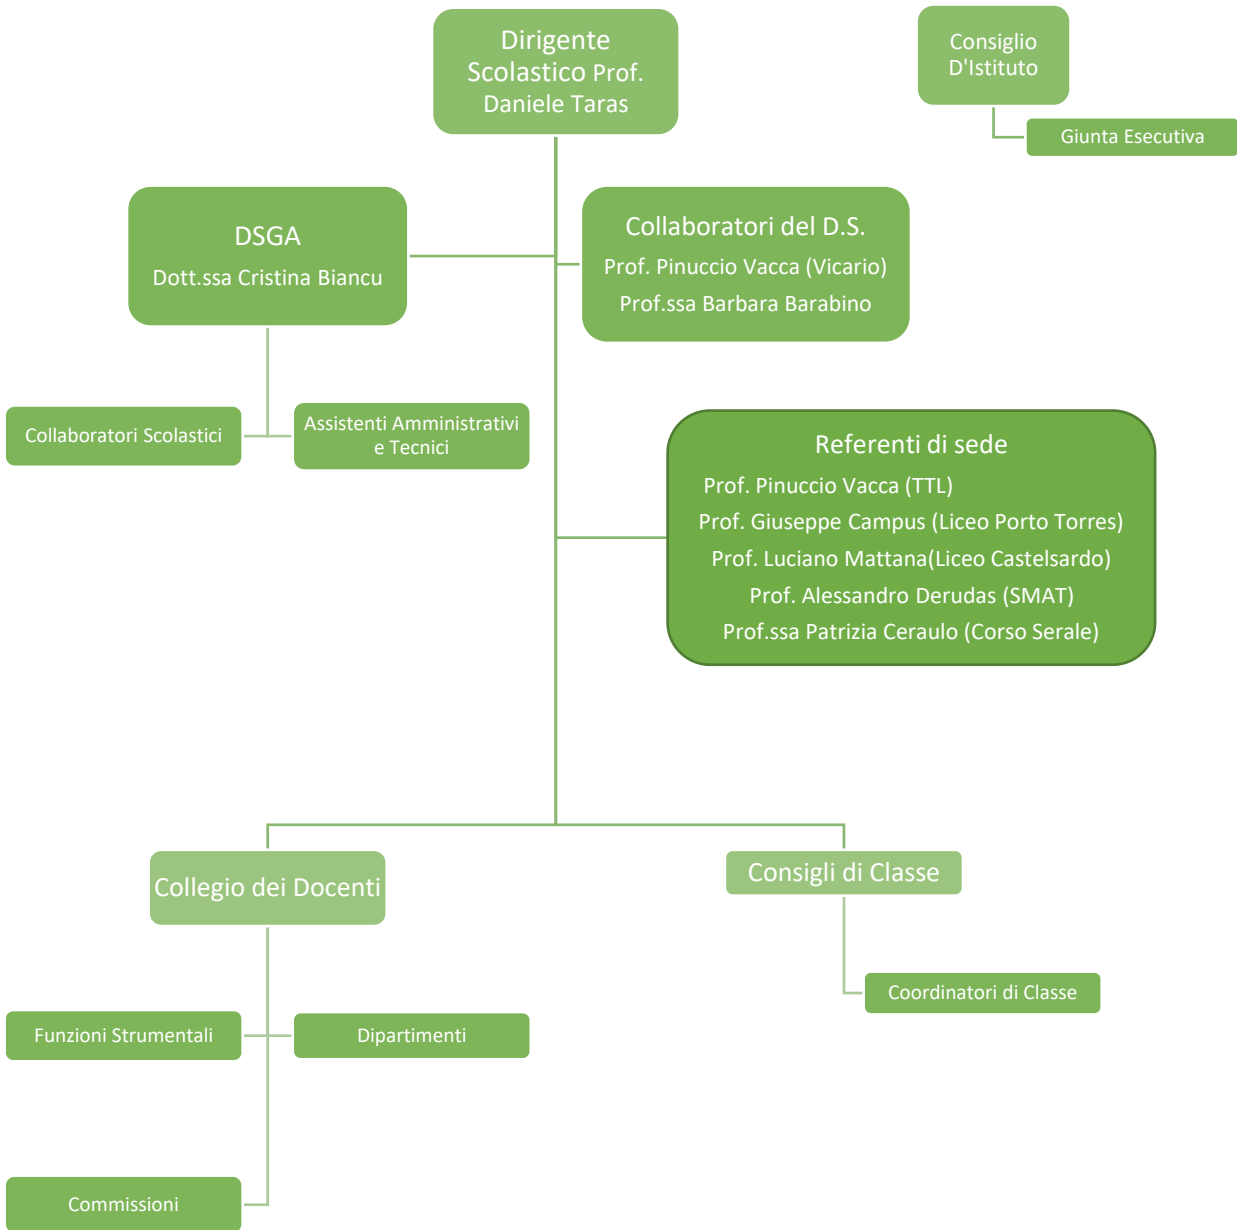 Dirigente
Scolastico Prof.
Daniele Taras
Consiglio
D'Istituto
Giunta Esecutiva
DSGA
Dott.ssa Cristina Biancu
Collaboratori del D.S.
Prof. Pinuccio Vacca (Vicario)
Prof.ssa Barbara Barabino
Collaboratori Scolastici
Assistenti Amministrativi
e Tecnici
Referenti di sede
Prof. Pinuccio Vacca (TTL)
Prof. Giuseppe Campus (Liceo Porto Torres)
Prof. Luciano Mattana(Liceo Castelsardo)
Prof. Alessandro Derudas (SMAT)
Prof.ssa Patrizia Ceraulo (Corso Serale)
Collegio dei Docenti
Consigli di Classe
Coordinatori di Classe
Funzioni Strumentali
Dipartimenti
Commissioni